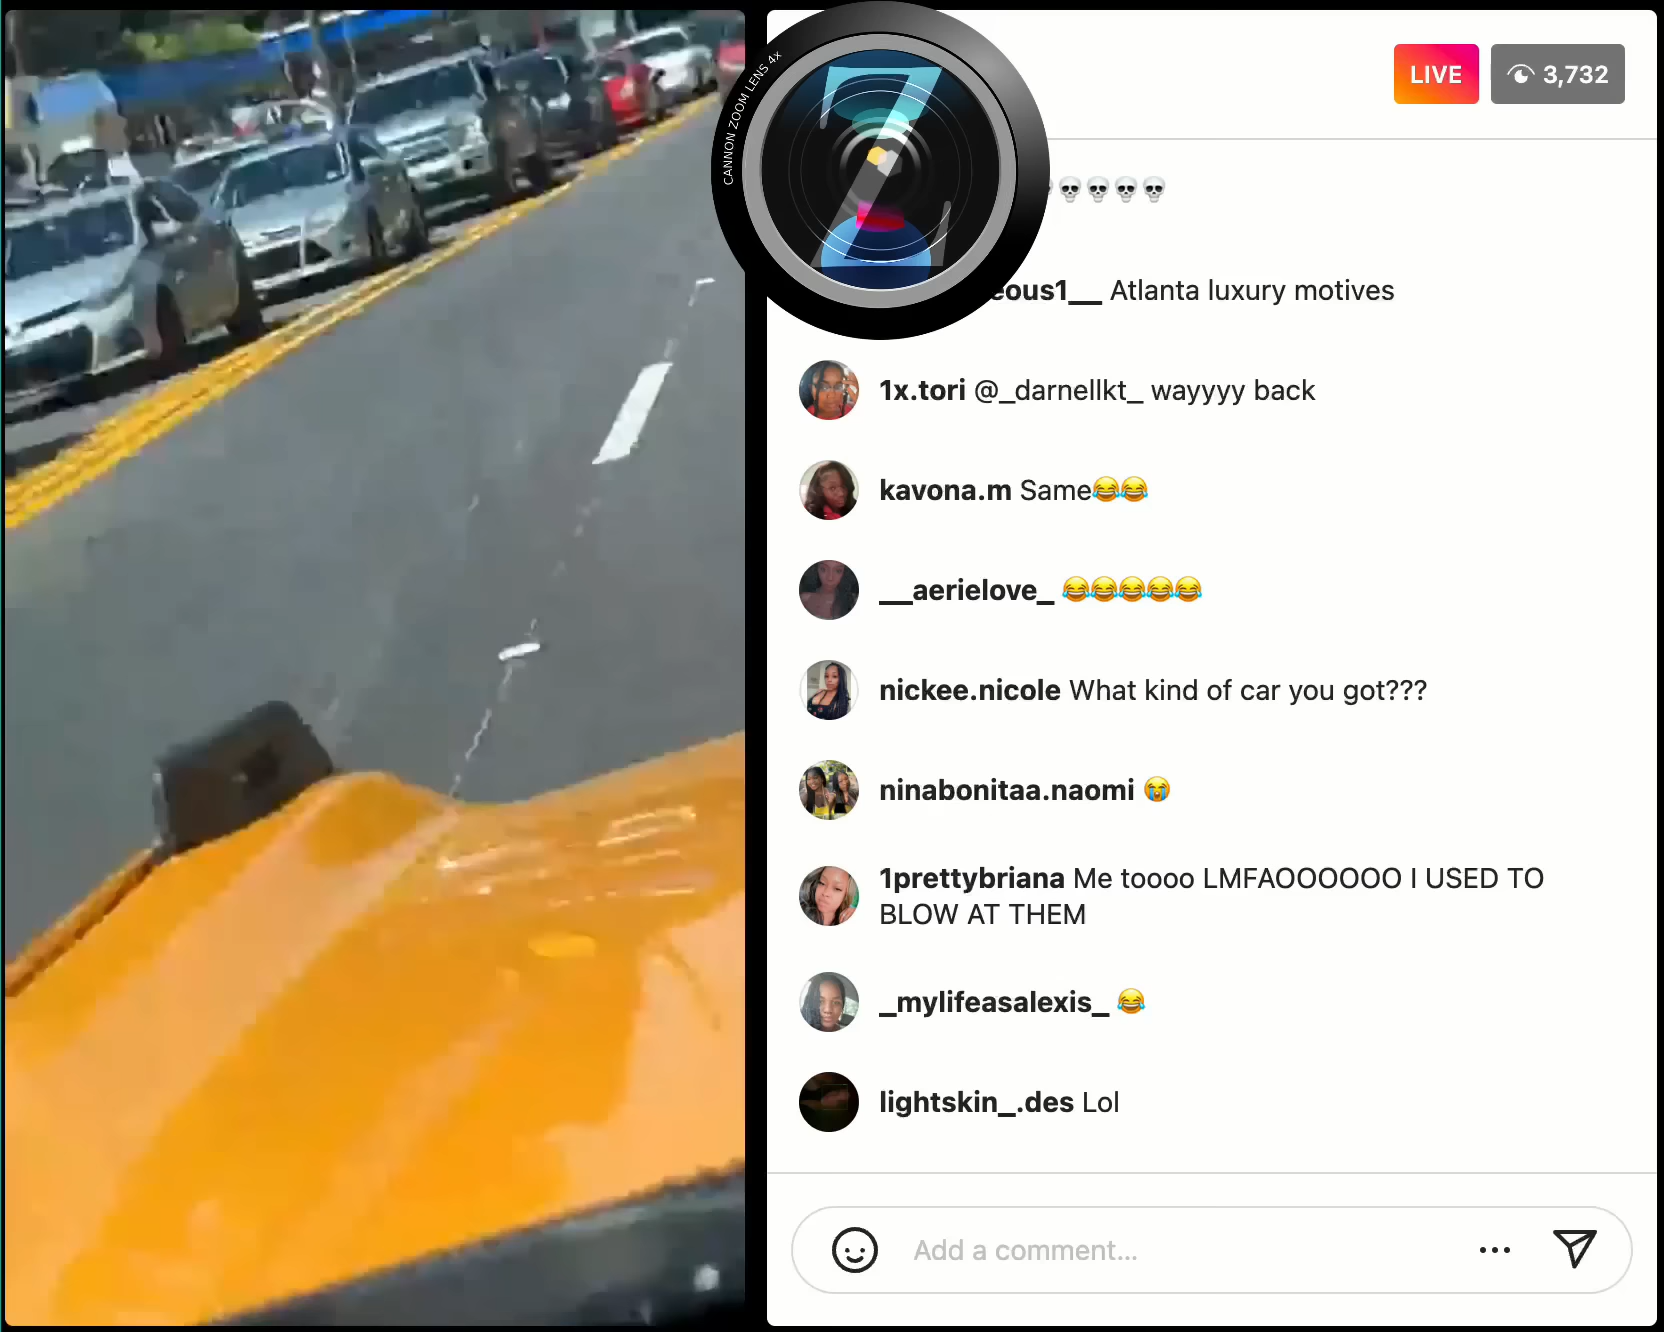 CANNON ZOOM LENS 4x
Z
LIVE
3,732
💀💀💀💀
eous1__ Atlanta luxury motives
1x.tori @_darnellkt_ wayyyy back
kavona.m Same😂😂
__aerielove_ 😂😂😂😂😂
nickee.nicole What kind of car you got???
ninabonitaa.naomi 😭
1prettybriana Me toooo LMFAOOOOOO I USED TO
BLOW AT THEM
_mylifeasalexis_ 😂
lightskin_.des Lol
Add a comment...